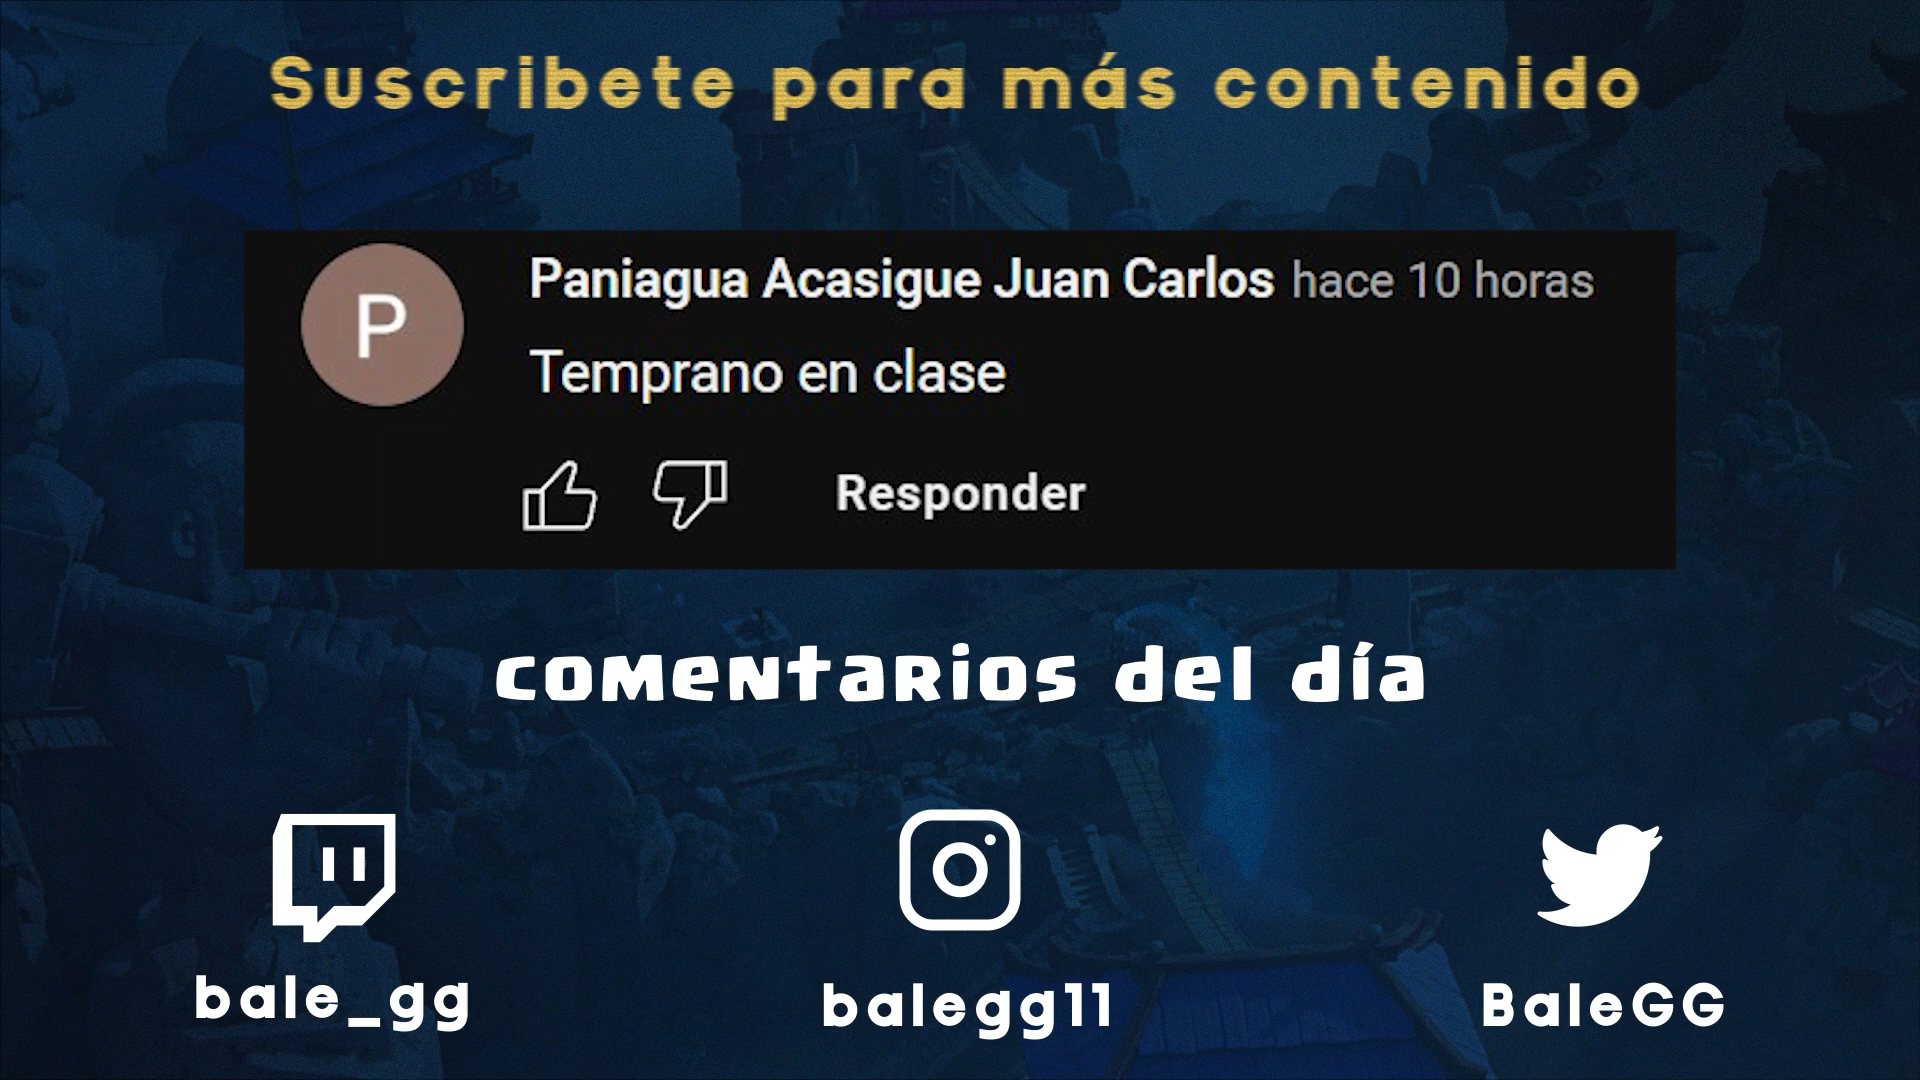 Suscribete para más contenido
P
Paniagua Acasigue Juan Carlos hace 10 horas
Temprano en clase
Responder
comentarios del día
bale_gg
balegg11
BaleGG